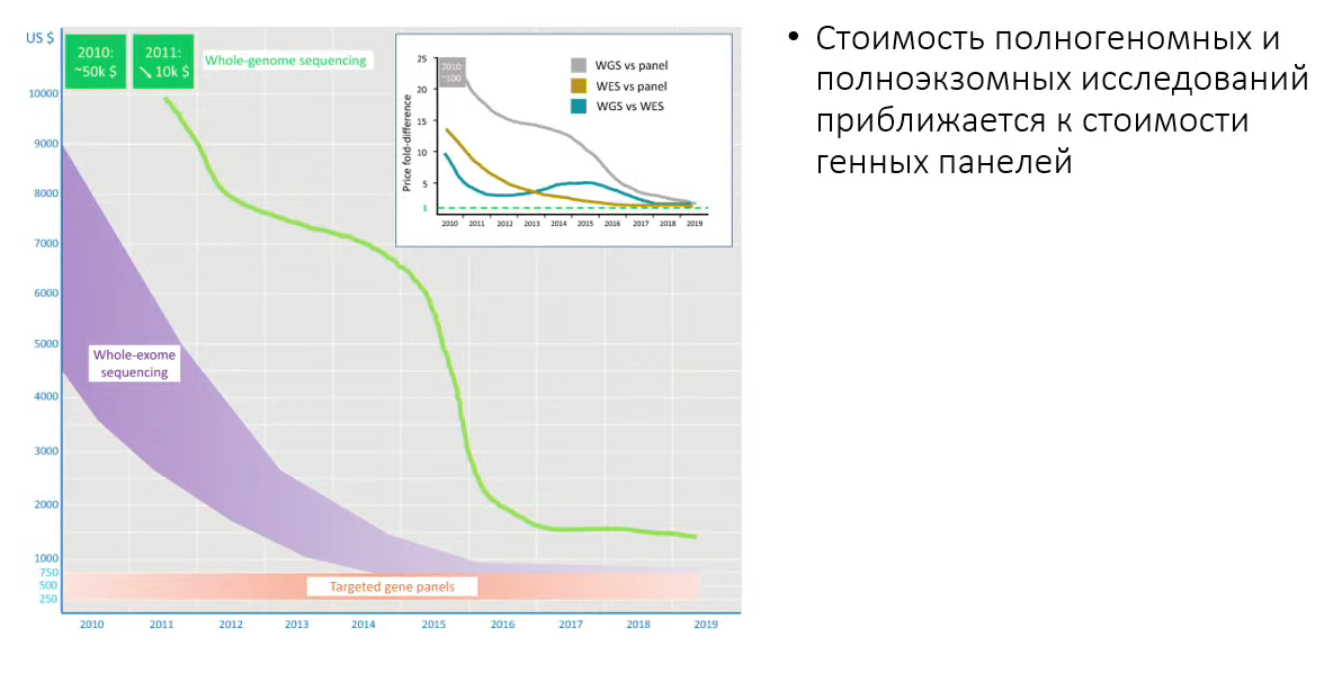 US $
2010:
~50k $
2011:
↘ 10k $
Whole-genome sequencing
10000
9000
8000
7000
6000
5000
4000
3000
2000
1000
750
500
250
Whole-exome
sequencing
Targeted gene panels
2010 2011 2012 2013 2014 2015 2016 2017 2018 2019
Price fold-difference
25
20
15
10
5
1
2010
~100
WGS vs panel
WES vs panel
WGS vs WES
2010 2011 2012 2013 2014 2015 2016 2017 2018 2019
• Стоимость полногеномных и
полноэкзомных исследований
приближается к стоимости
генных панелей